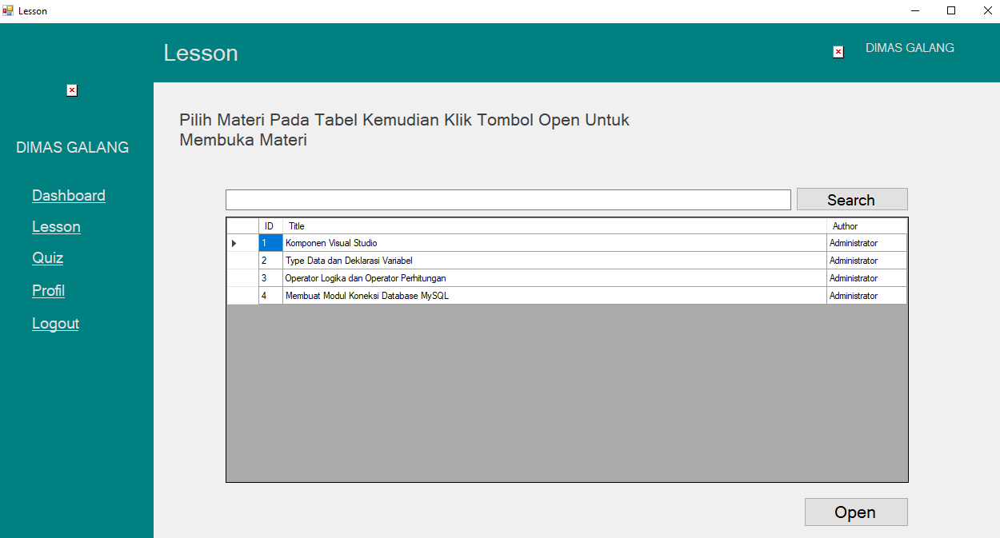 Lesson
Lesson
DIMAS GALANG
DIMAS GALANG
Dashboard
Lesson
Quiz
Profil
Logout
Pilih Materi Pada Tabel Kemudian Klik Tombol Open Untuk
Membuka Materi
Search
ID Title Author
1 Komponen Visual Studio Administrator
2 Type Data dan Deklarasi Variabel Administrator
3 Operator Logika dan Operator Perhitungan Administrator
4 Membuat Modul Koneksi Database MySQL Administrator
Open